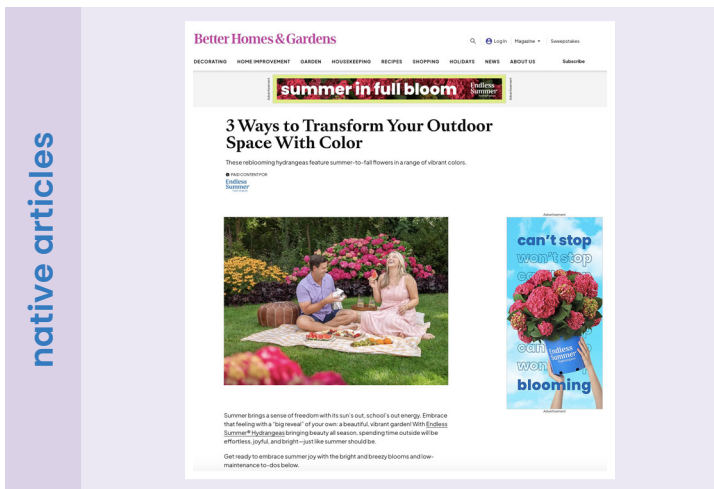 native articles
Better Homes & Gardens
Log In Magazine Sweepstakes
DECORATING HOME IMPROVEMENT GARDEN HOUSEKEEPING RECIPES SHOPPING HOLIDAYS NEWS ABOUT US Subscribe
Advertisement
summer in full bloom Endless Summer
Advertisement
3 Ways to Transform Your Outdoor
Space With Color
These reblooming hydrangeas feature summer-to-fall flowers in a range of vibrant colors.
PAID CONTENT FOR
Endless
Summer
Advertisement
can't stop
won't stop
can
Endless
Summer
won
blooming
Advertisement
Summer brings a sense of freedom with its sun's out, school's out energy. Embrace
that feeling with a "big reveal" of your own: a beautiful, vibrant garden! With Endless
Summer® Hydrangeas bringing beauty all season, spending time outside will be
effortless, joyful, and bright—just like summer should be.
Get ready to embrace summer joy with the bright and breezy blooms and low-
maintenance to-dos below.